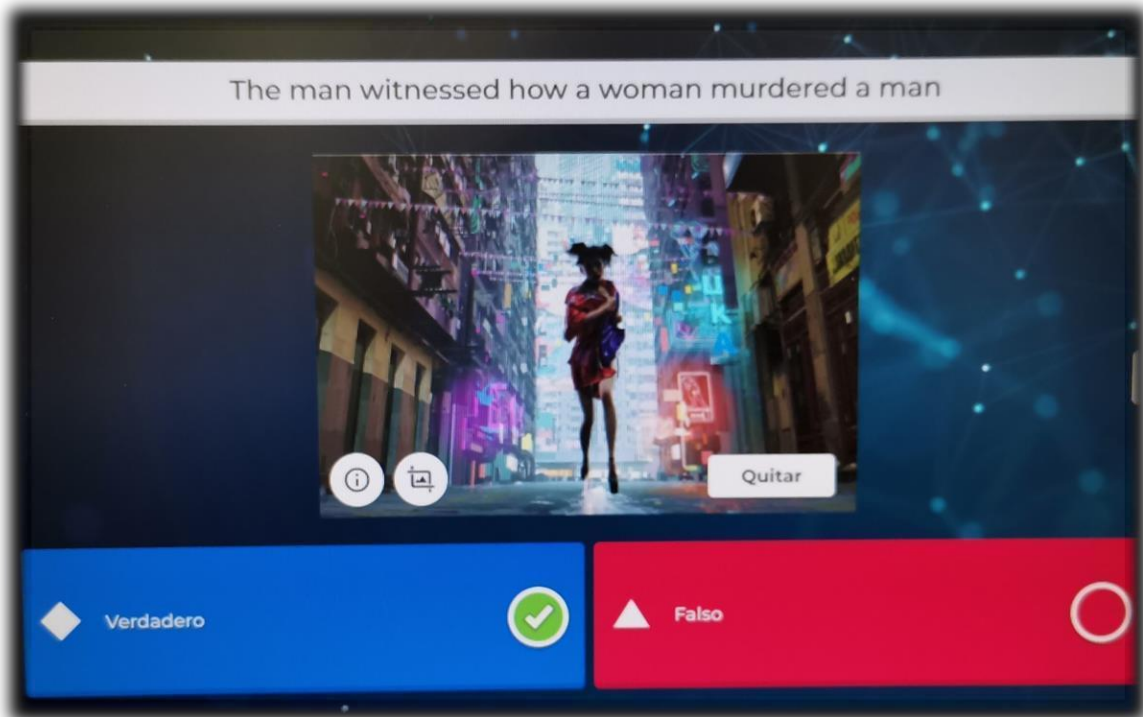 The man witnessed how a woman murdered a man
Quitar
Verdadero
Falso